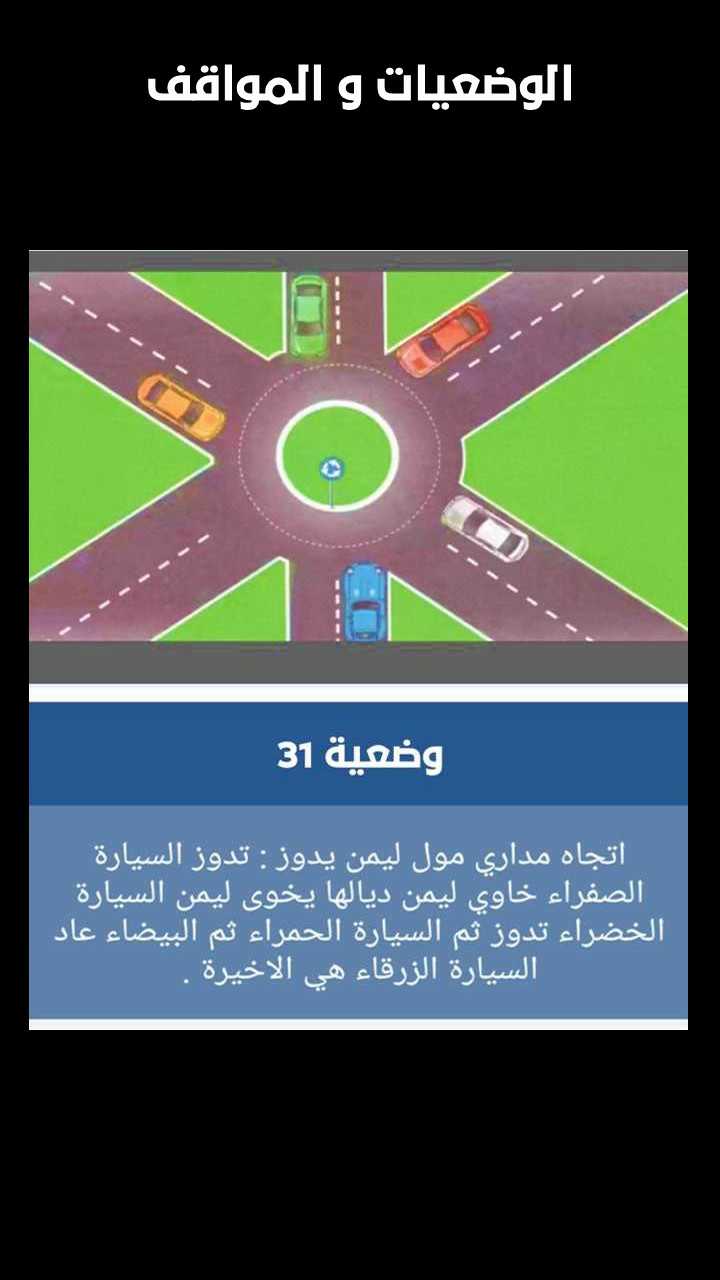 الوضعيات و المواقف
وضعية 31
اتجاه مداري مول ليمن يدوز : تدوز السيارة
الصفراء خاوي ليمن ديالها يخوى ليمن السيارة
الخضراء تدوز ثم السيارة الحمراء ثم البيضاء عاد
السيارة الزرقاء هي الاخيرة .